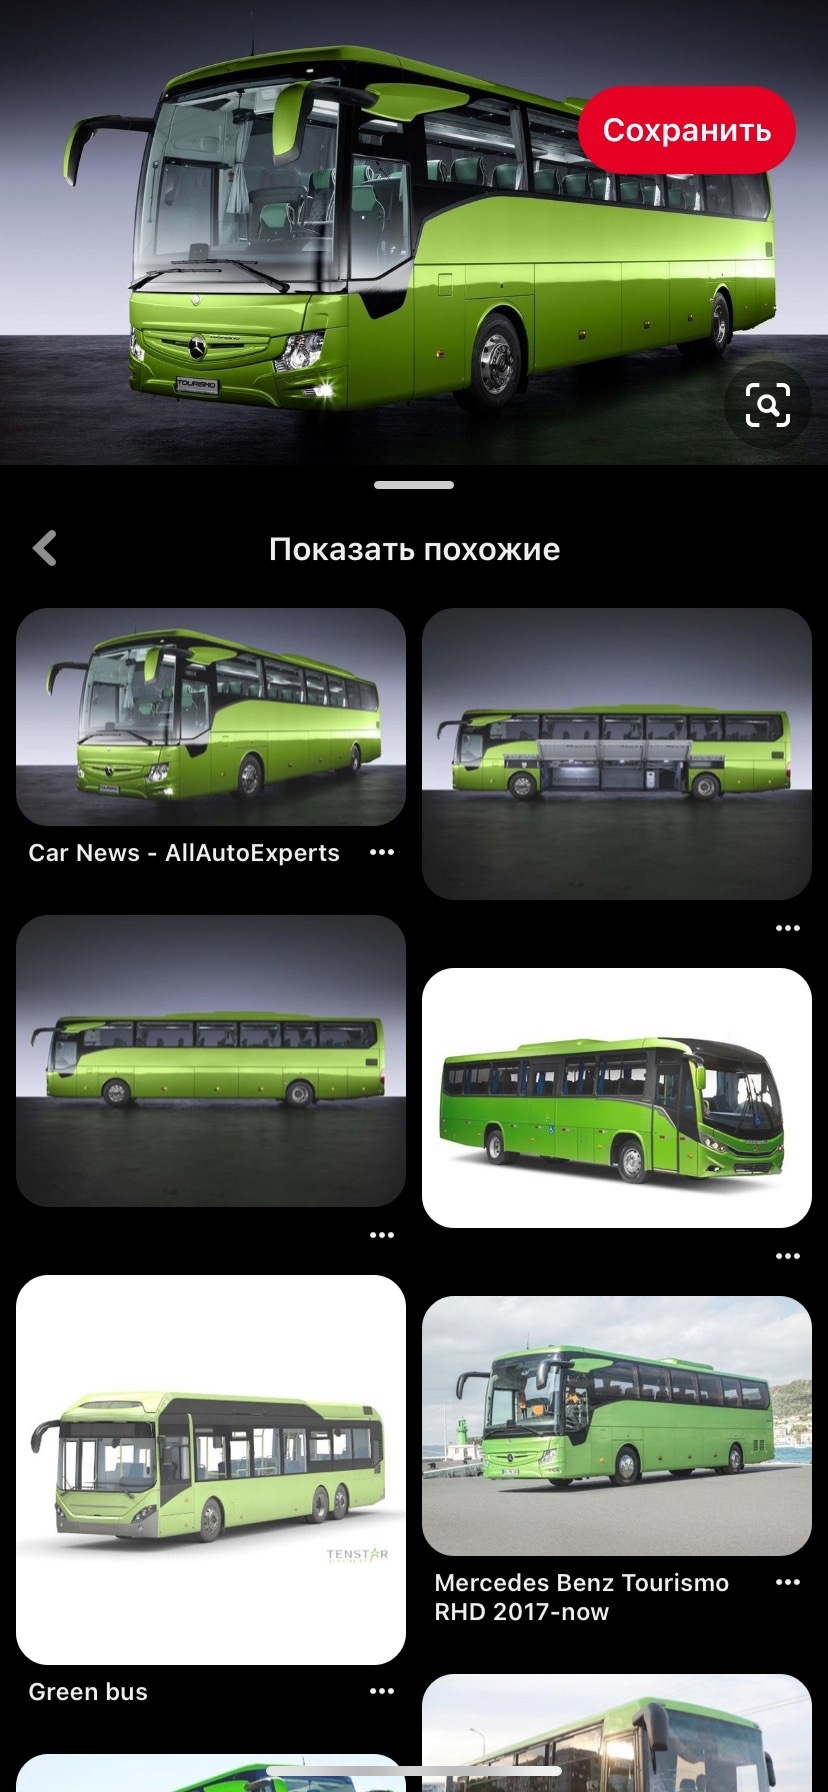 Сохранить
TOURISMO
Показать похожие
Car News - AllAutoExperts
TENSTAR
Green bus
Mercedes Benz Tourismo
RHD 2017-now